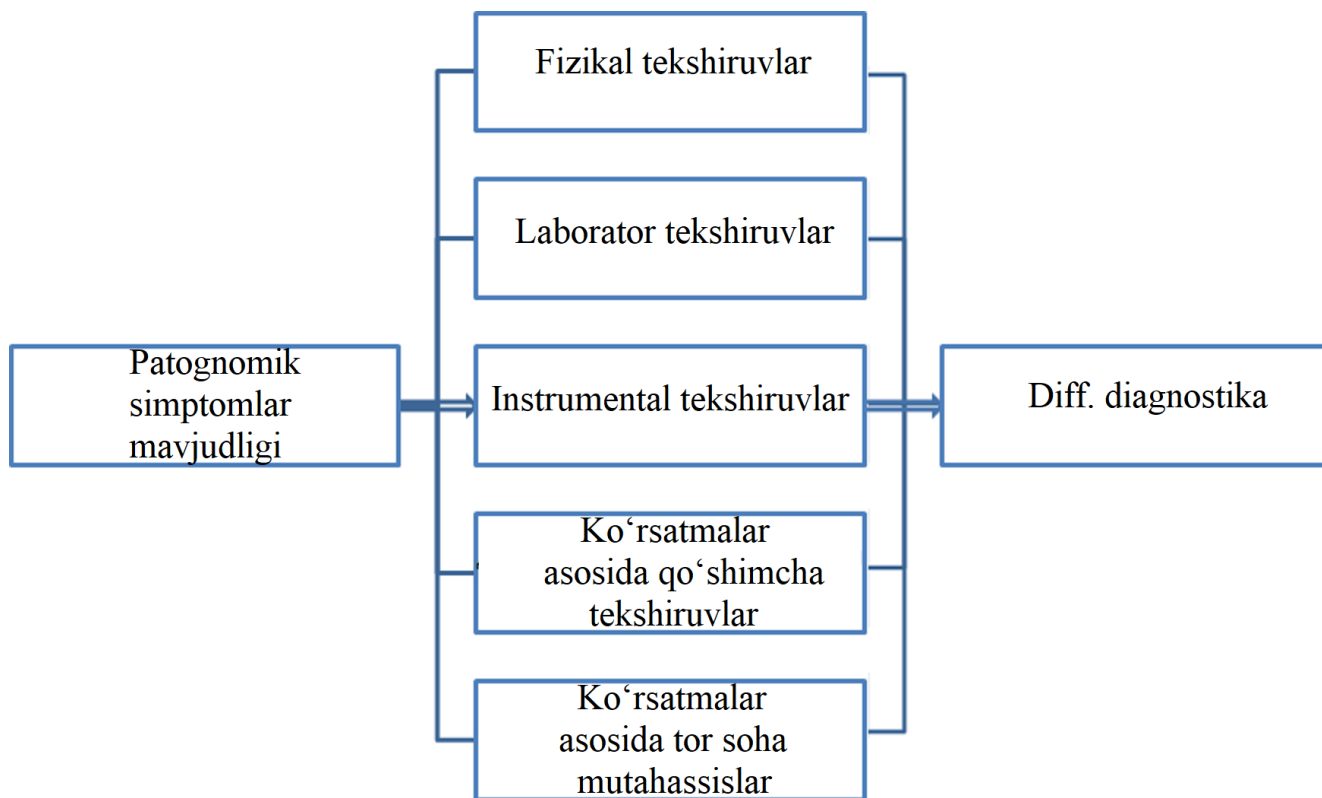 Patognomik
simptomlar
mavjudligi
Fizikal tekshiruvlar
Laborator tekshiruvlar
Instrumental tekshiruvlar
Ko‘rsatmalar
asosida qo‘shimcha
tekshiruvlar
Ko‘rsatmalar
asosida tor soha
mutahassislar
Diff. diagnostika